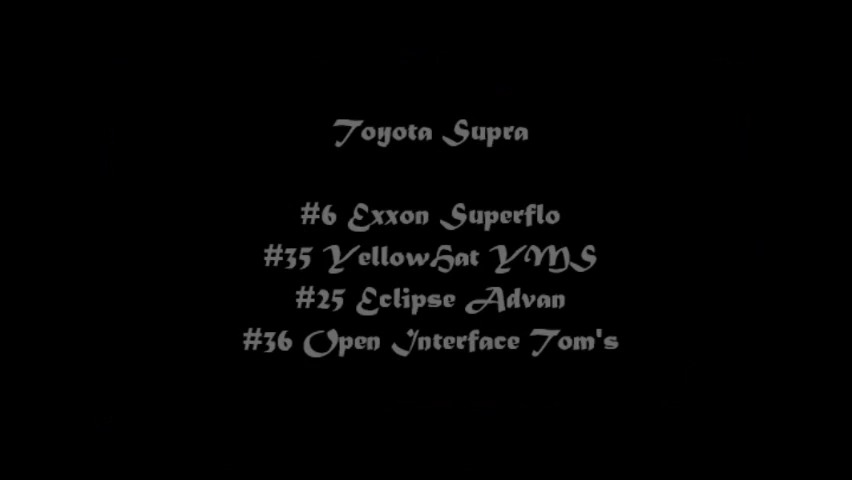 Toyota Supra
#6 Exxon Superflo
#35 YellowHat YMS
#25 Eclipse Advan
#36 Open Interface Tom's